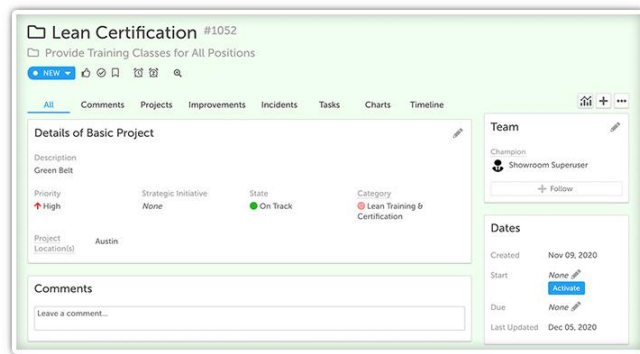 Lean Certification #1052
Provide Training Classes for All Positions
NEW
All Comments Projects Improvements Incidents Tasks Charts Timeline
Details of Basic Project
Description
Green Belt
Priority Strategic Initiative State Category
High None On Track Lean Training &
Certification
Project
Location(s) Austin
Comments
Leave a comment...
Team
Champion
Showroom Superuser
Follow
Dates
Created Nov 09, 2020
Start None
Activate
Due None
Last Updated Dec 05, 2020